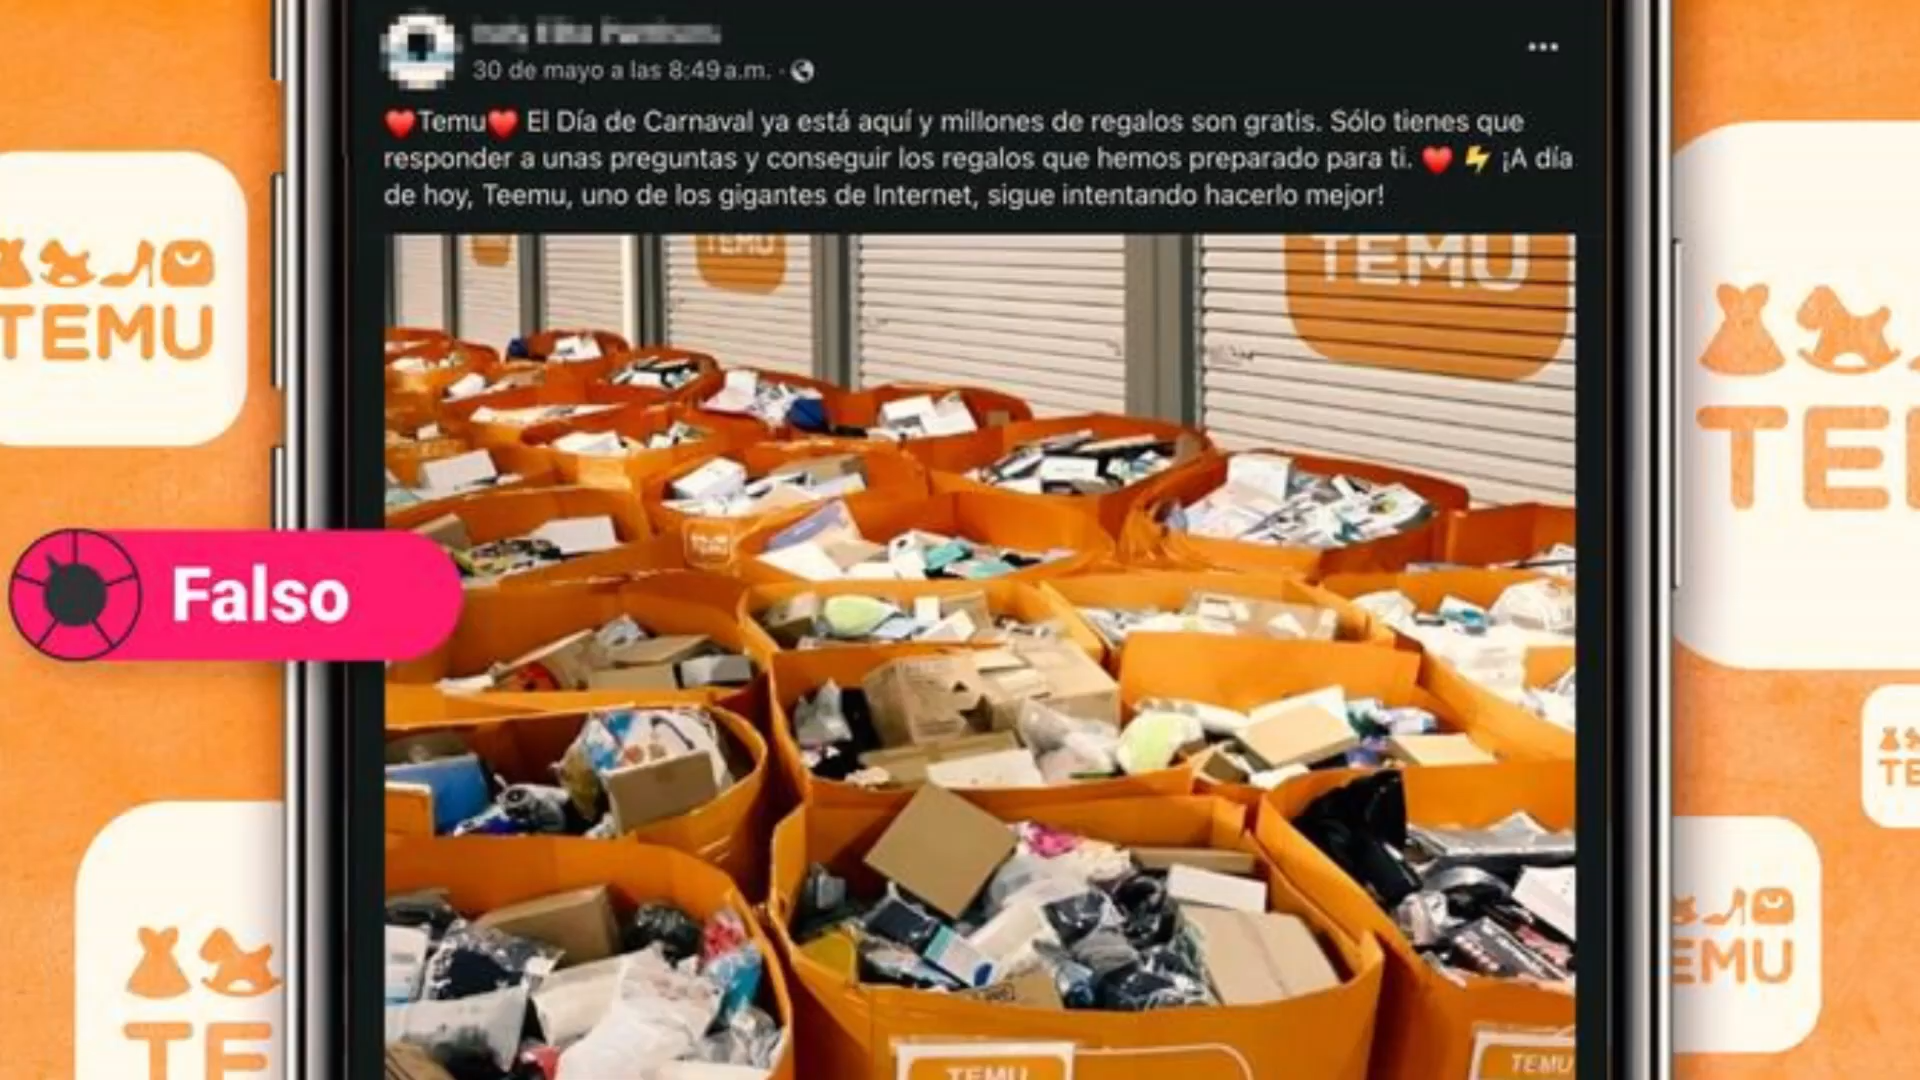 30 de mayo a las 8:49 a.m. ·
❤️Temu❤️ El Día de Carnaval ya está aquí y millones de regalos son gratis. Sólo tienes que
responder a unas preguntas y conseguir los regalos que hemos preparado para ti. ❤️ ⚡ ¡A día
de hoy, Teemu, uno de los gigantes de Internet, sigue intentando hacerlo mejor!
TEMU
TEMU
TEMU
TEM
Falso
TEMU
TE
TE
EMU
TEMU
TEMU